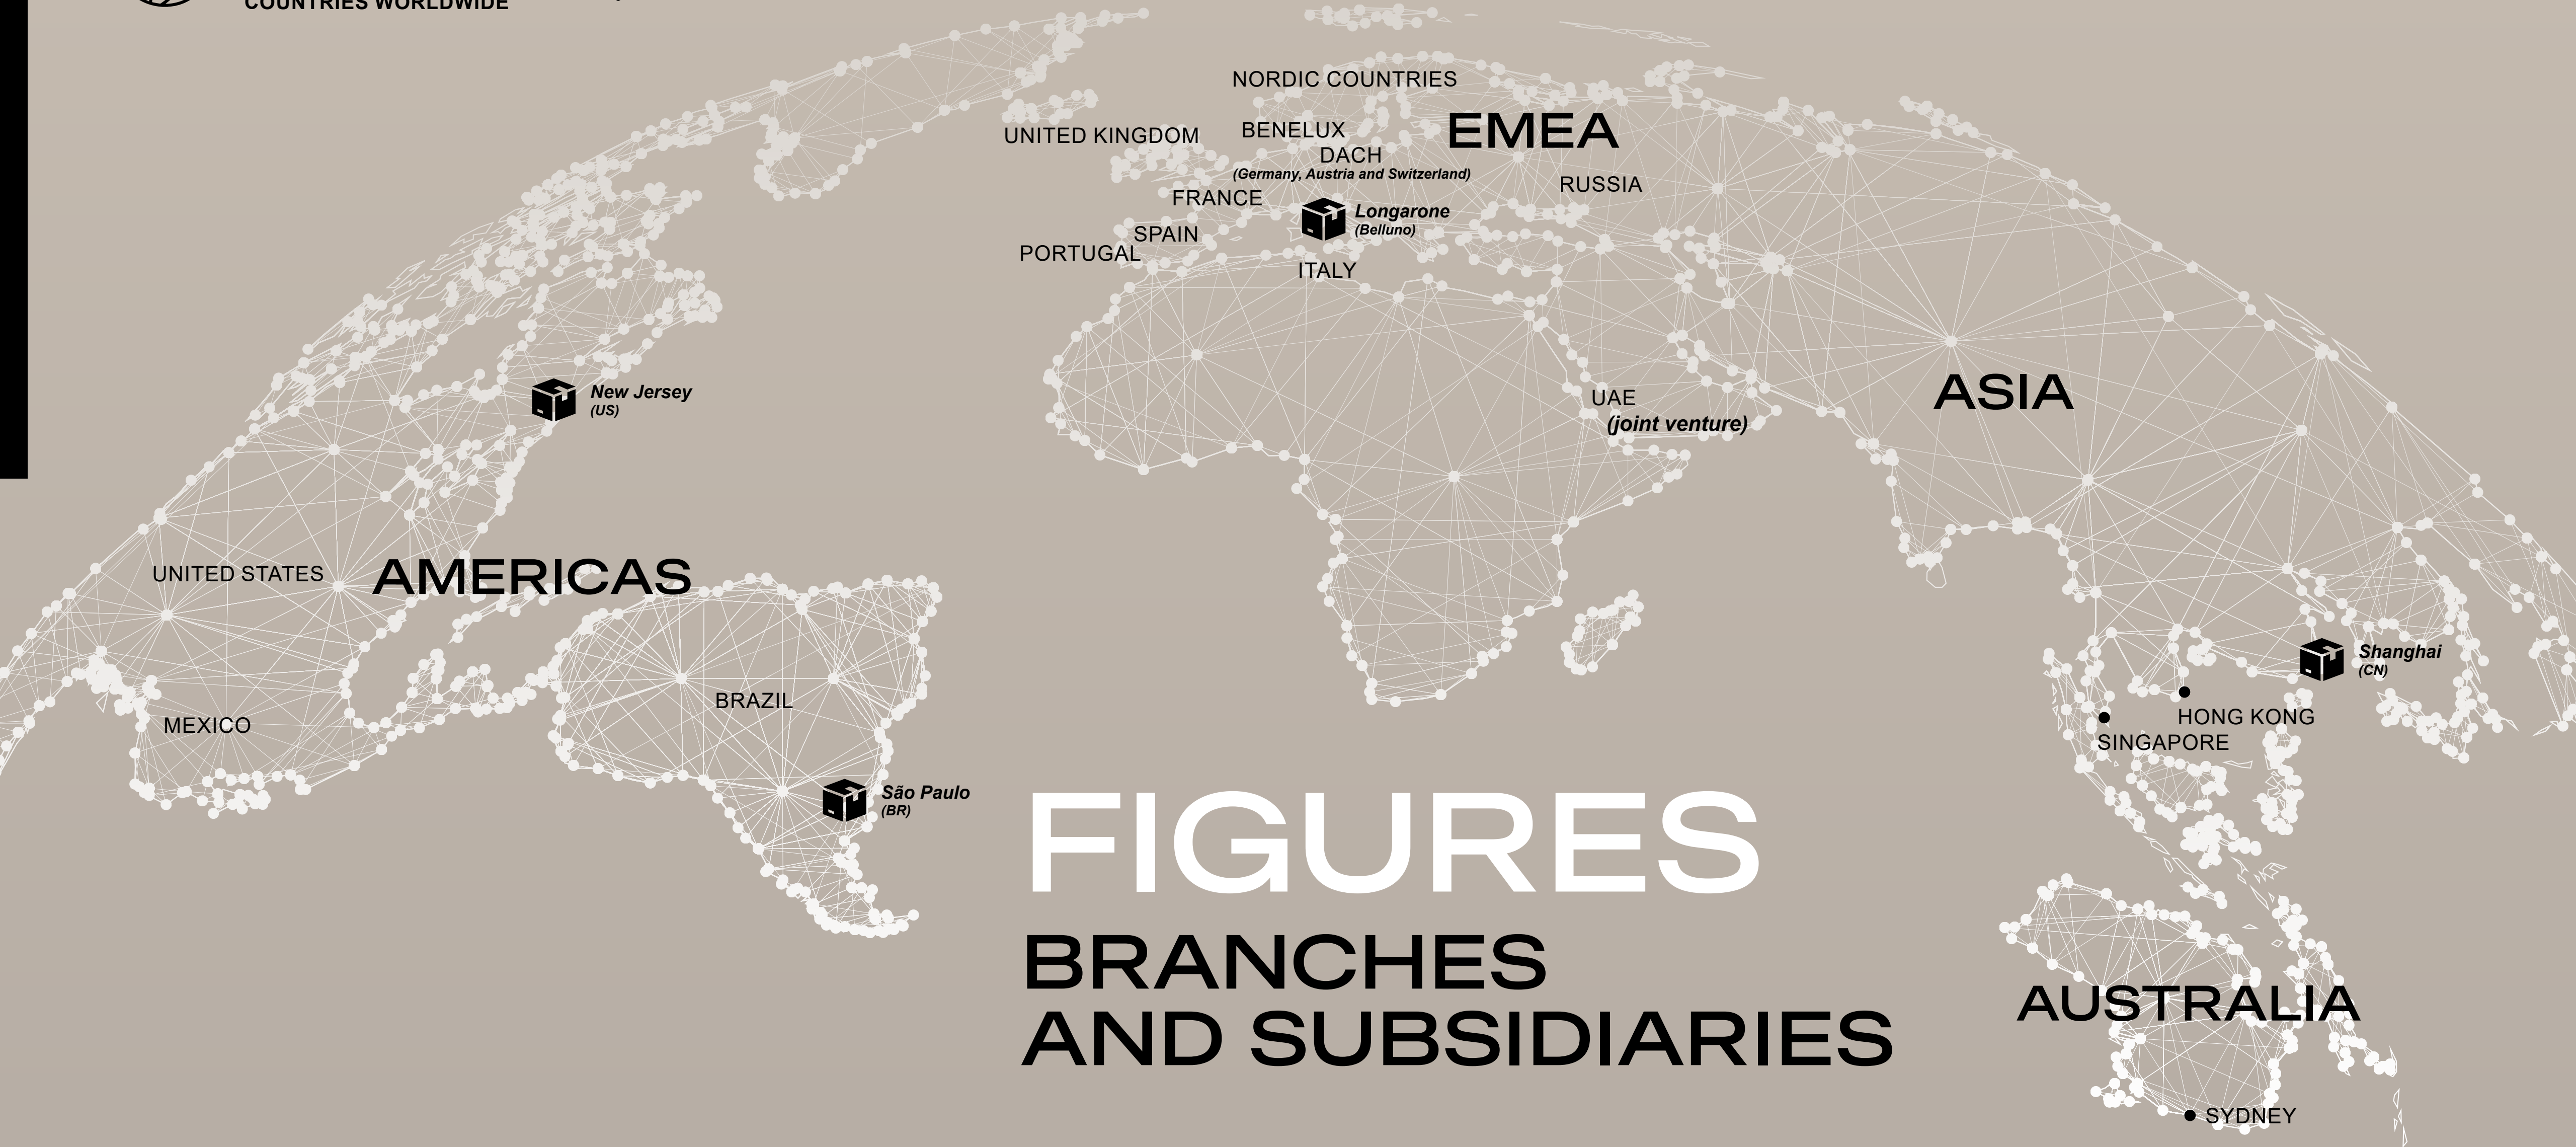 COUNTRIES WORLDWIDE
NORDIC COUNTRIES
UNITED KINGDOM
BENELUX
EMEA
DACH
(Germany, Austria and Switzerland)
RUSSIA
FRANCE
Longarone
(Belluno)
SPAIN
PORTUGAL
ITALY
New Jersey
(US)
UAE
(joint venture)
ASIA
UNITED STATES
AMERICAS
MEXICO
BRAZIL
São Paulo
(BR)
Shanghai
(CN)
HONG KONG
SINGAPORE
FIGURES
BRANCHES
AND SUBSIDIARIES
AUSTRALIA
SYDNEY